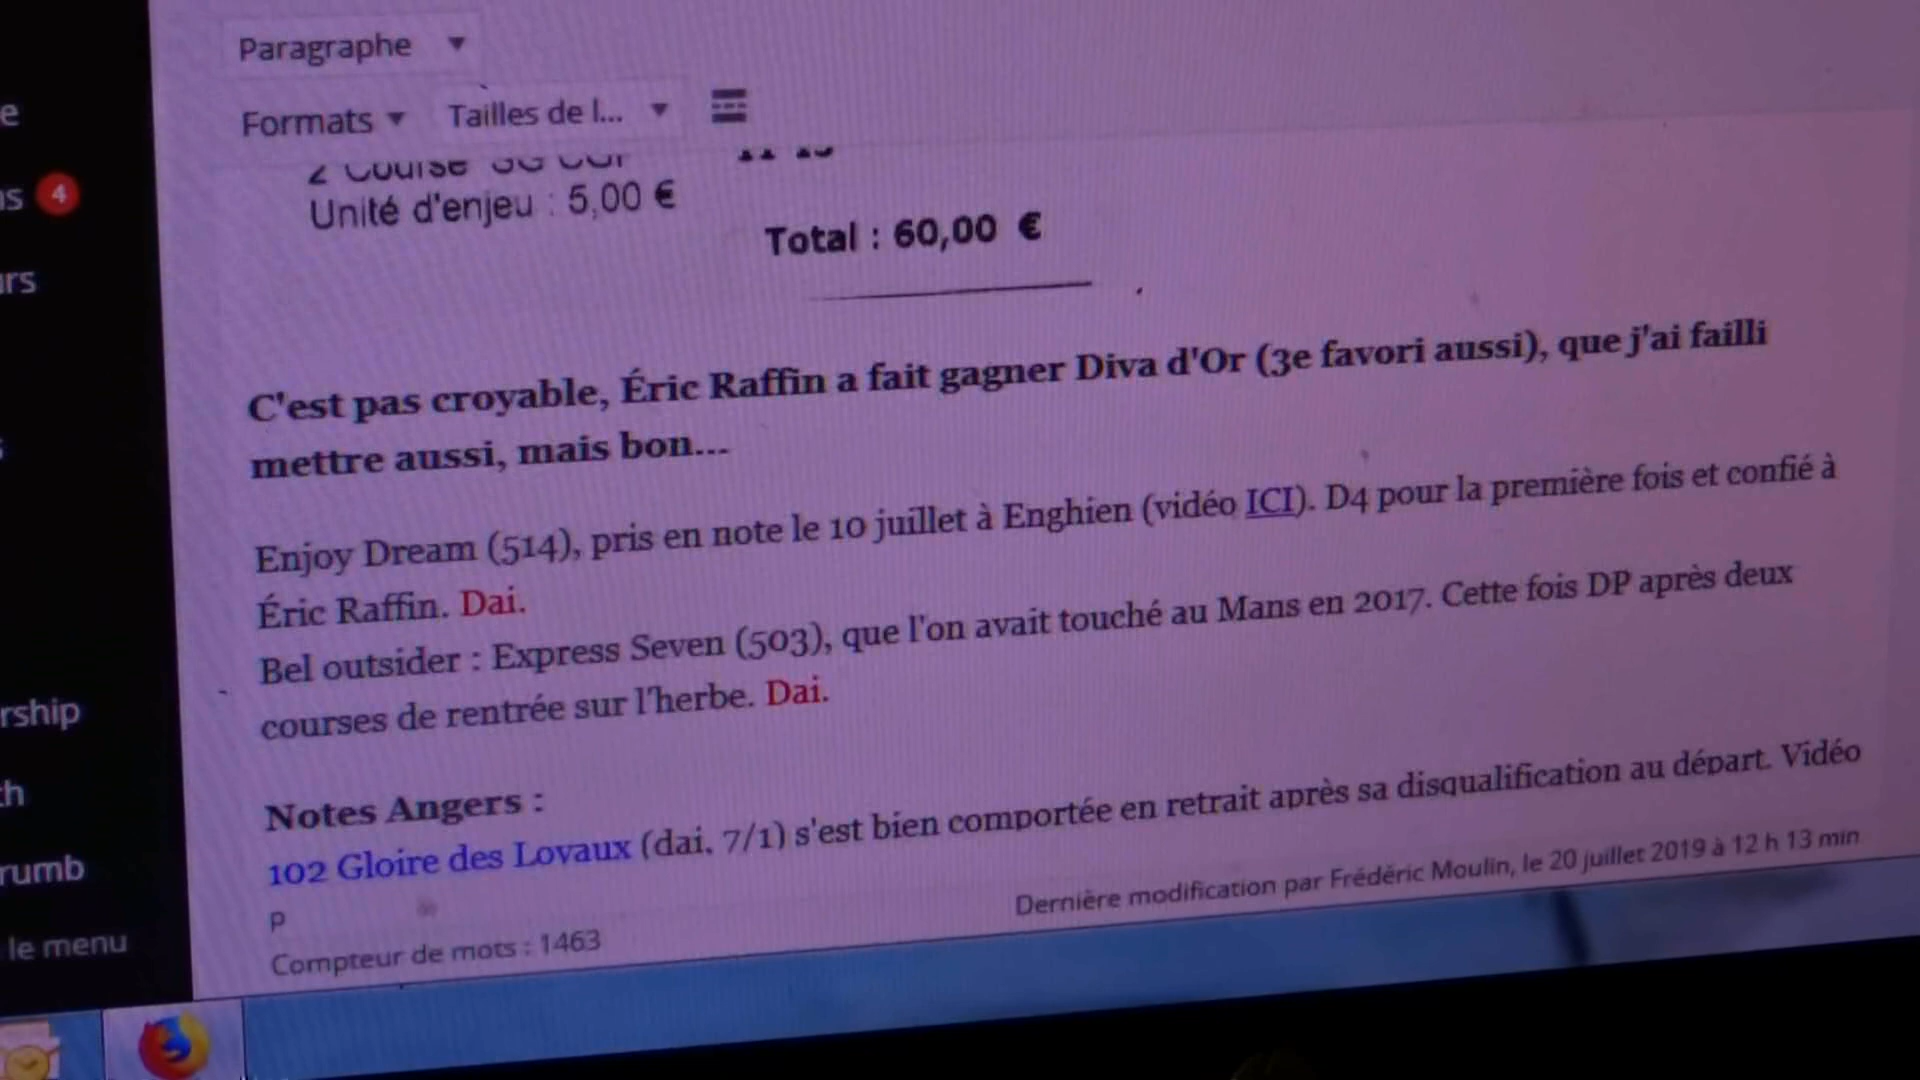 Paragraphe
Formats
Tailles de l...
e
ns 4
urs
2 Course
Unité d'enjeu : 5,00 €
Total : 60,00 €
C'est pas croyable, Éric Raffin a fait gagner Diva d'Or (3e favori aussi), que j'ai failli
mettre aussi, mais bon...
Enjoy Dream (514), pris en note le 10 juillet à Enghien (vidéo ICI). D4 pour la première fois et confié à
Éric Raffin. Dai.
Bel outsider : Express Seven (503), que l'on avait touché au Mans en 2017. Cette fois DP après deux
courses de rentrée sur l'herbe. Dai.
rship
Notes Angers :
ch
102 Gloire des Lovaux (dai, 7/1) s'est bien comportée en retrait après sa disqualification au départ. Vidéo
rumb
P
Dernière modification par Frédéric Moulin, le 20 juillet 2019 à 12 h 13 min
le menu
Compteur de mots : 1463